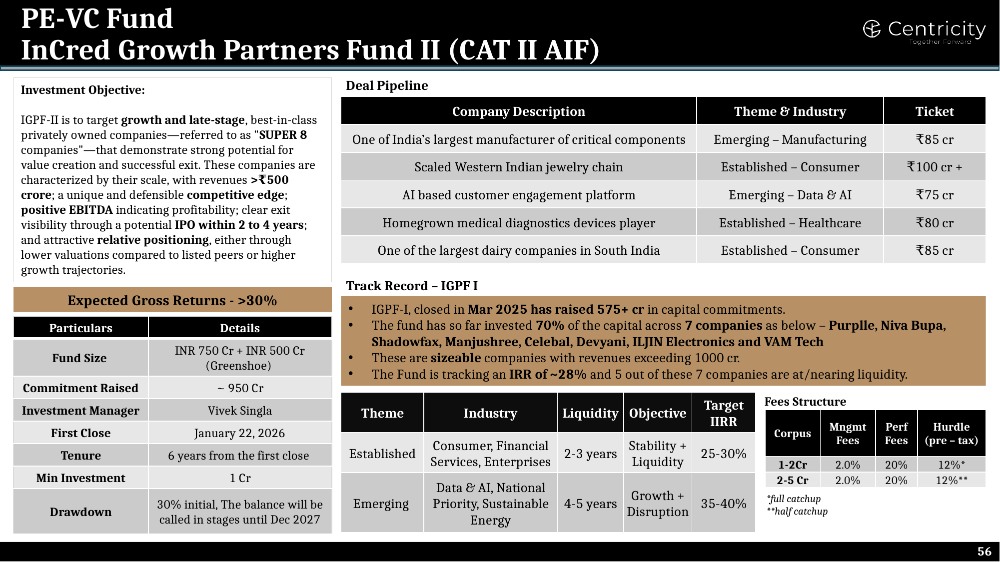 PE-VC Fund
InCred Growth Partners Fund II (CAT II AIF)
Centricity
Together Forward
Investment Objective:
IGPF-II is to target growth and late-stage, best-in-class
privately owned companies—referred to as "SUPER 8
companies"—that demonstrate strong potential for
value creation and successful exit. These companies are
characterized by their scale, with revenues >₹500
crore; a unique and defensible competitive edge;
positive EBITDA indicating profitability; clear exit
visibility through a potential IPO within 2 to 4 years;
and attractive relative positioning, either through
lower valuations compared to listed peers or higher
growth trajectories.
Expected Gross Returns - >30%
Particulars Details
Fund Size INR 750 Cr + INR 500 Cr
(Greenshoe)
Commitment Raised ~ 950 Cr
Investment Manager Vivek Singla
First Close January 22, 2026
Tenure 6 years from the first close
Min Investment 1 Cr
Drawdown 30% initial, The balance will be
called in stages until Dec 2027
Deal Pipeline
Company Description Theme & Industry Ticket
One of India’s largest manufacturer of critical components Emerging – Manufacturing ₹85 cr
Scaled Western Indian jewelry chain Established – Consumer ₹100 cr +
AI based customer engagement platform Emerging – Data & AI ₹75 cr
Homegrown medical diagnostics devices player Established – Healthcare ₹80 cr
One of the largest dairy companies in South India Established – Consumer ₹85 cr
Track Record – IGPF I
• IGPF-I, closed in Mar 2025 has raised 575+ cr in capital commitments.
• The fund has so far invested 70% of the capital across 7 companies as below – Purplle, Niva Bupa,
Shadowfax, Manjushree, Celebal, Devyani, ILJIN Electronics and VAM Tech
• These are sizeable companies with revenues exceeding 1000 cr.
• The Fund is tracking an IRR of ~28% and 5 out of these 7 companies are at/nearing liquidity.
Theme Industry Liquidity Objective Target
IIRR
Established Consumer, Financial
Services, Enterprises 2-3 years Stability +
Liquidity 25-30%
Emerging Data & AI, National
Priority, Sustainable
Energy 4-5 years Growth +
Disruption 35-40%
Fees Structure
Corpus Mngmt
Fees Perf
Fees Hurdle
(pre – tax)
1-2Cr 2.0% 20% 12%*
2-5 Cr 2.0% 20% 12%**
*full catchup
**half catchup
56